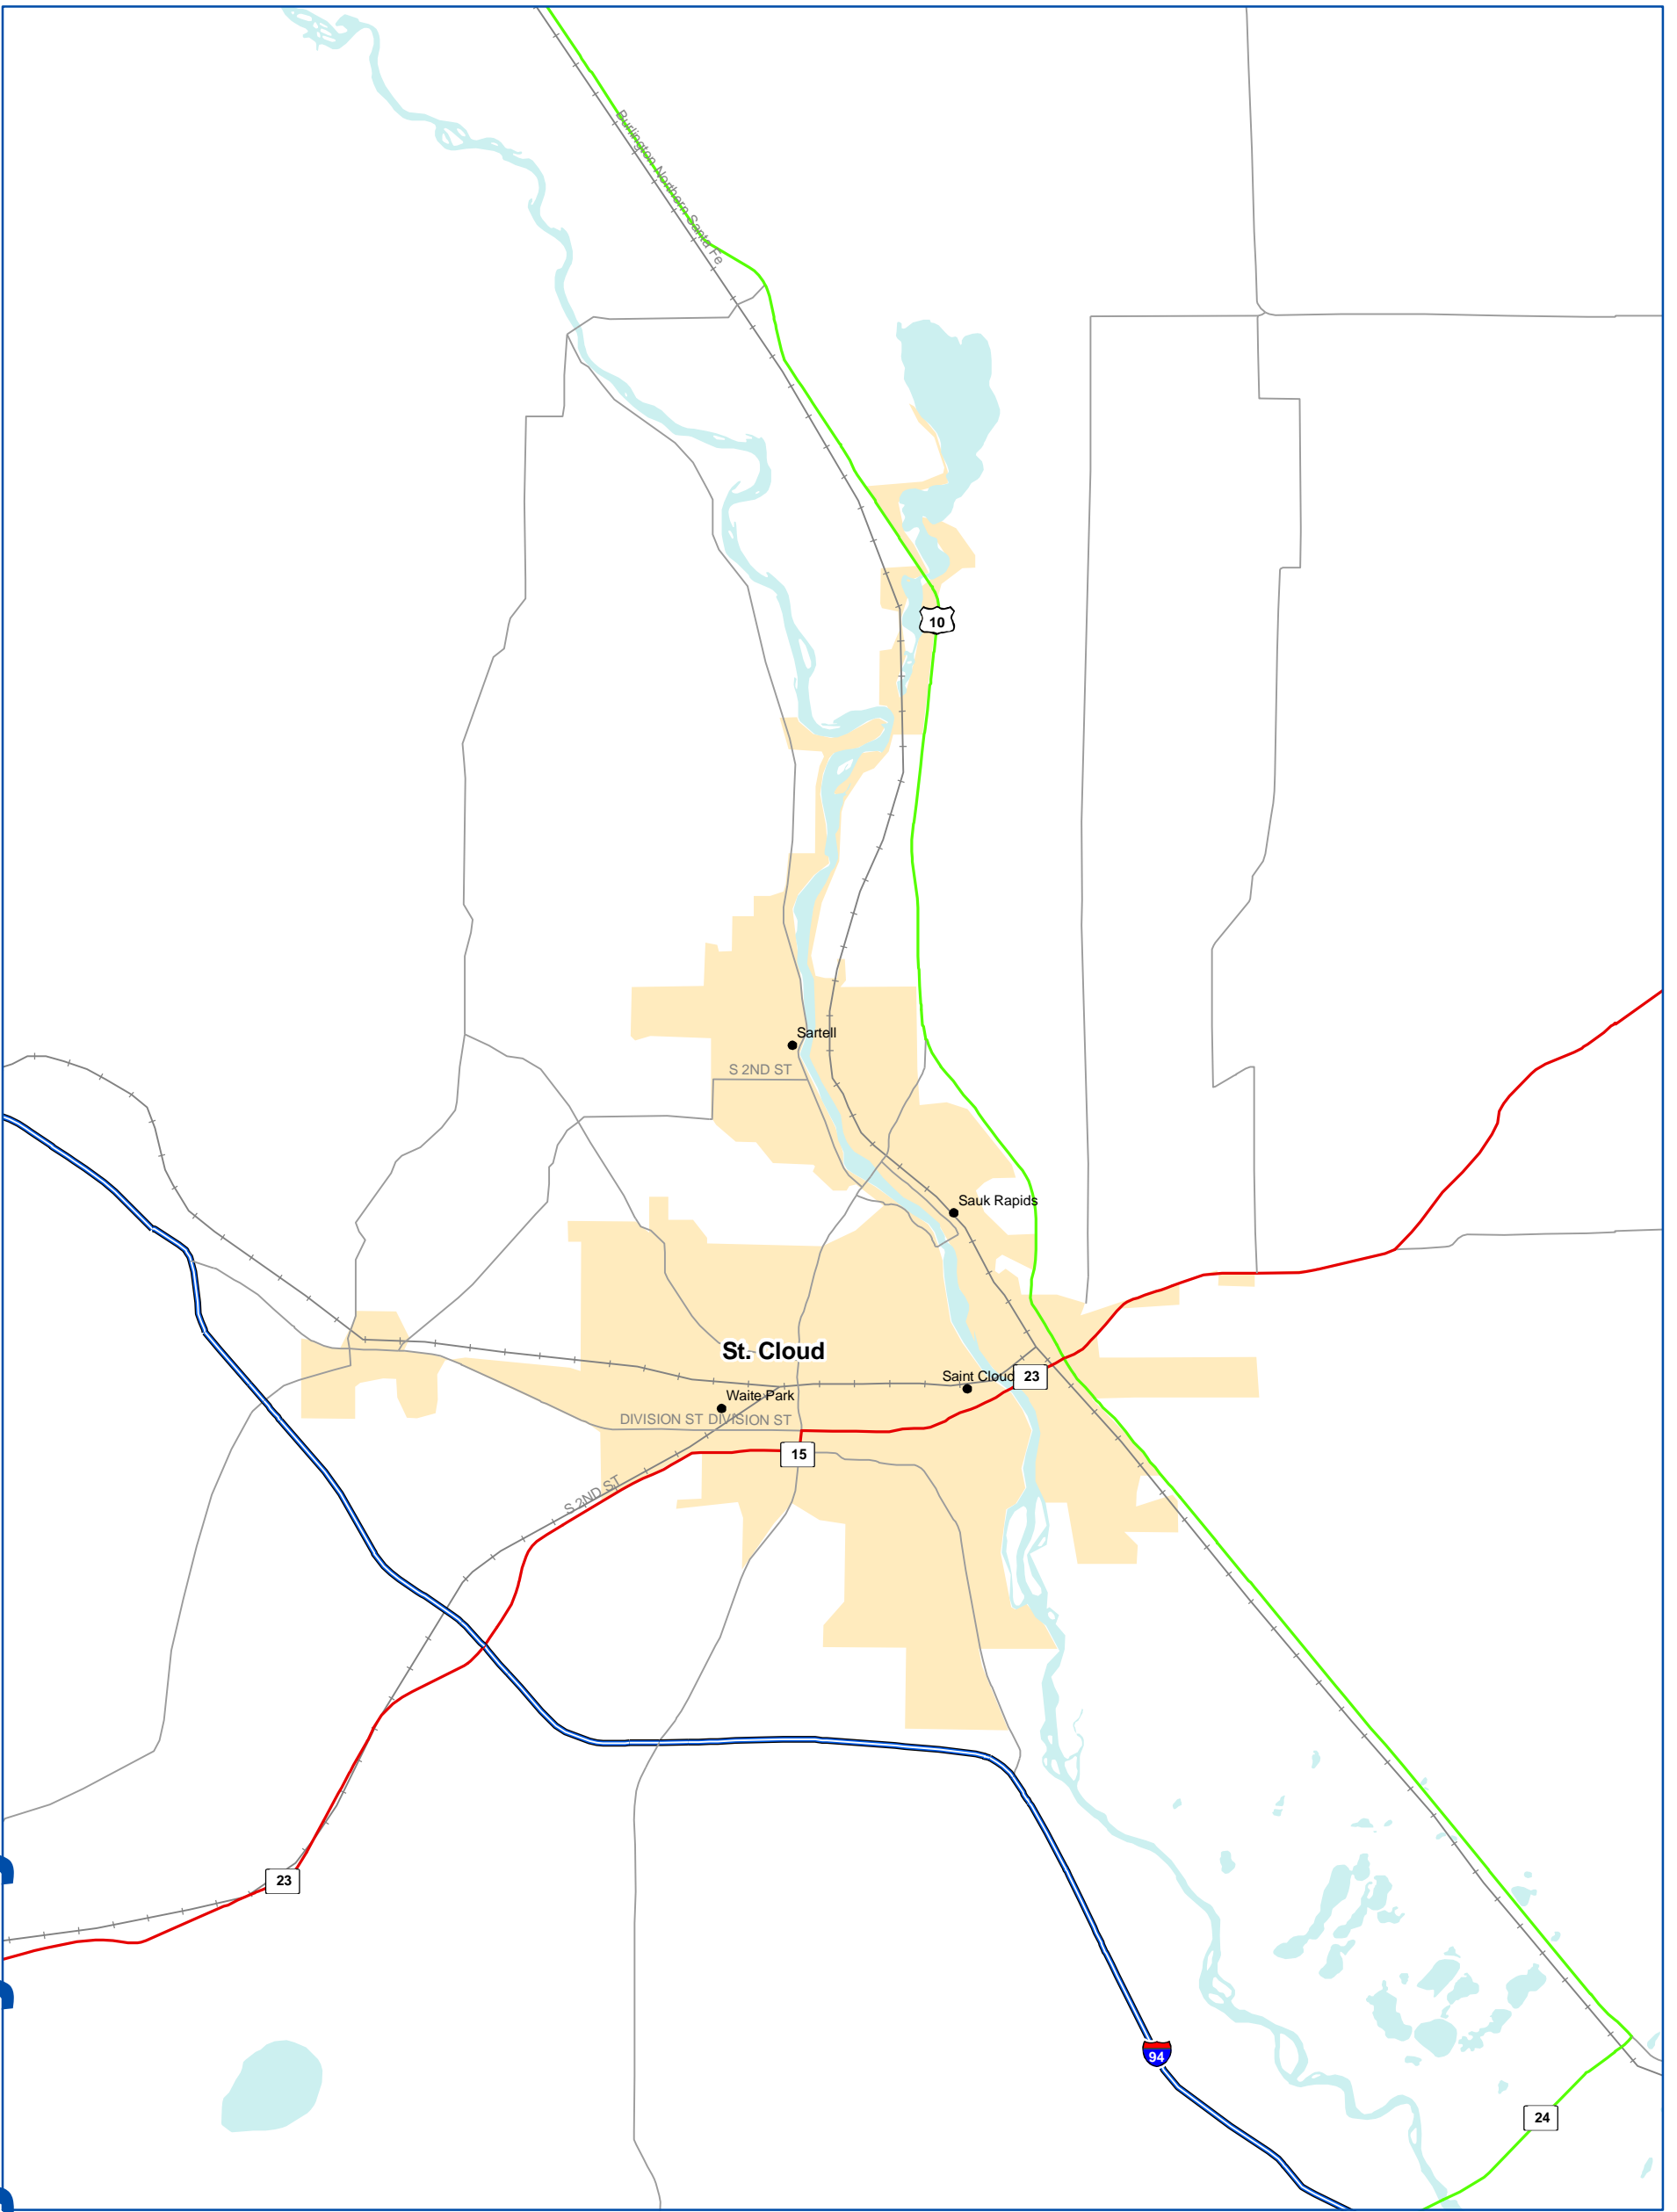 Burlington Northern Santa Fe
10
Sartell
S 2ND ST
Sauk Rapids
St. Cloud
Saint Cloud
23
Waite Park
DIVISION ST DIVISION ST
15
S 2ND ST
23
94
24